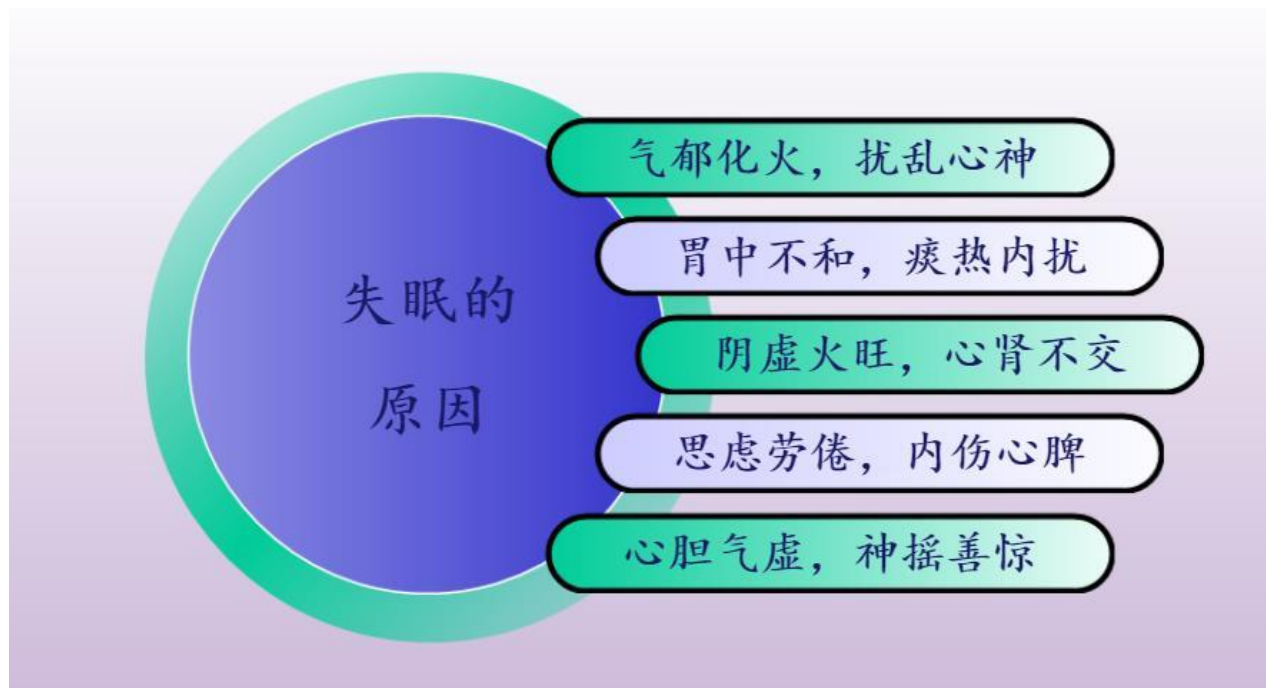 失眠的
原因
气郁化火，扰乱心神
胃中不和，痰热内扰
阴虚火旺，心肾不交
思虑劳倦，内伤心脾
心胆气虚，神摇善惊